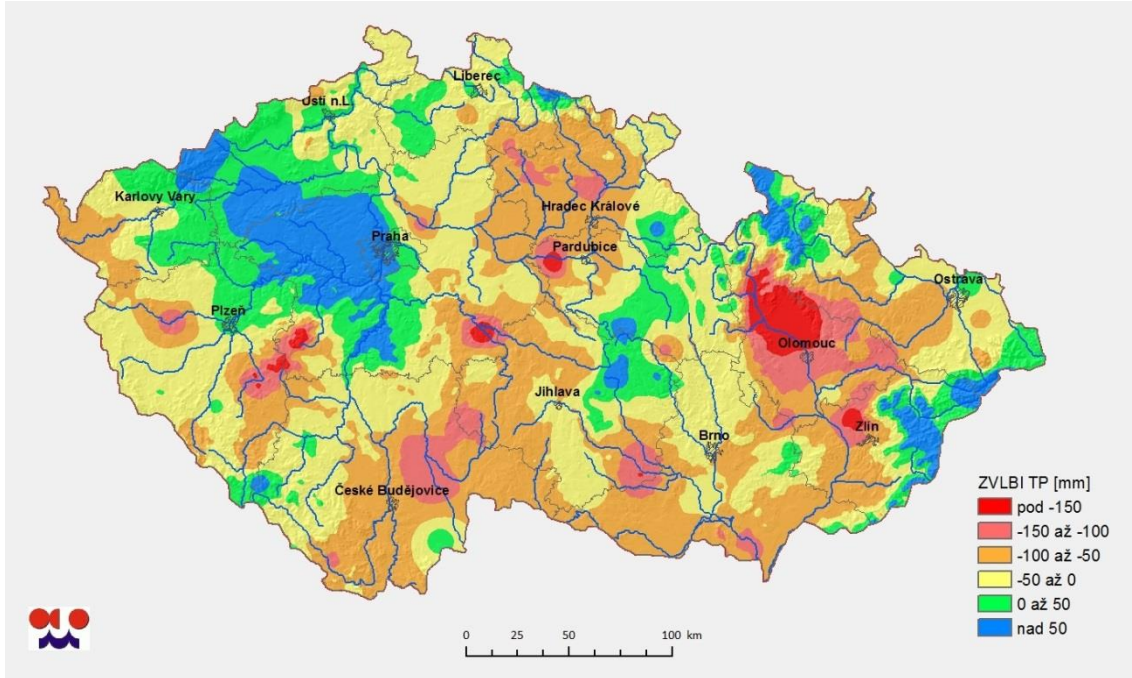 Liberec
Ústí n.L.
Karlovy Vary
Hradec Králové
Praha
Pardubice
Ostrava
Plzeň
Olomouc
Jihlava
Zlín
Brno
České Budějovice
ZVLBI TP [mm]
pod -150
-150 až -100
-100 až -50
-50 až 0
0 až 50
nad 50
0 25 50 100 km